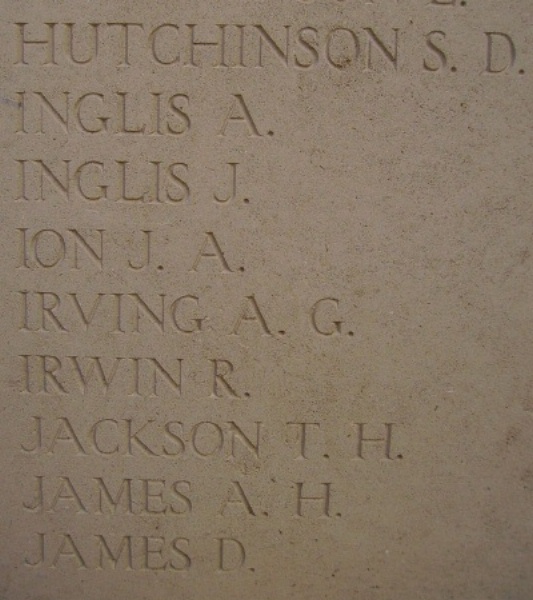 HUTCHINSON S. D.
INGLIS A.
INGLIS J.
ION J. A.
IRVING A. G.
IRWIN R.
JACKSON T. H.
JAMES A. H.
JAMES D.